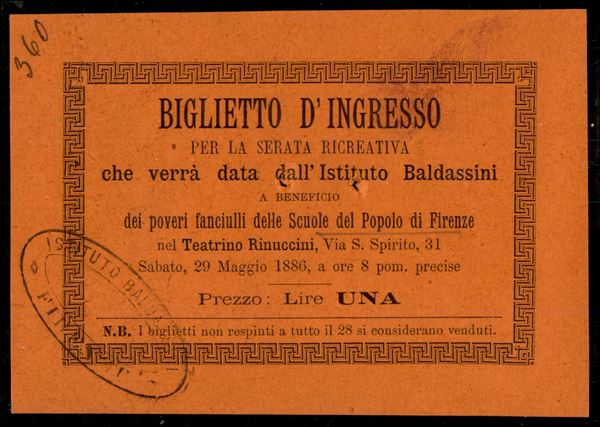 360
BIGLIETTO D'INGRESSO
PER LA SERATA RICREATIVA
che verrà data dall'Istituto Baldassini
A BENEFICIO
dei poveri fanciulli delle Scuole del Popolo di Firenze
nel Teatrino Rinuccini, Via S. Spirito, 31
Sabato, 29 Maggio 1886, a ore 8 pom. precise
Prezzo: Lire UNA
N.B. I biglietti non respinti a tutto il 28 si considerano venduti.
ISTITUTO